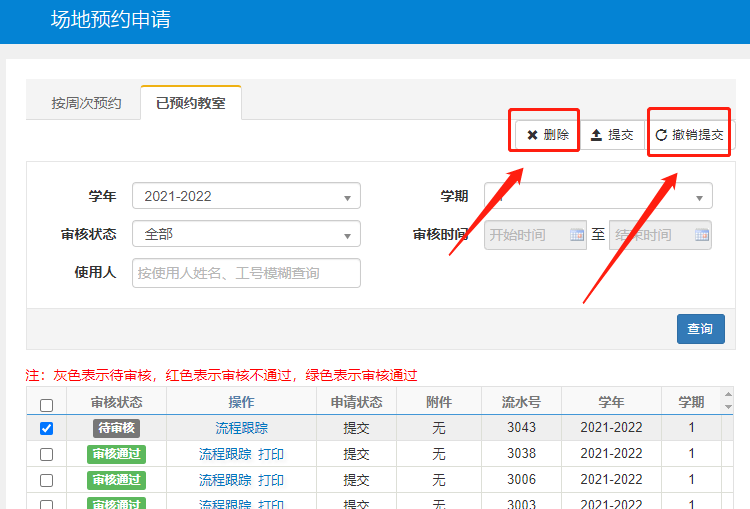 场地预约申请
按周次预约 已预约教室
删除 提交 撤销提交
学年 2021-2022 学期
审核状态 全部 审核时间 开始时间 至 结束时间
使用人 按使用人姓名、工号模糊查询
查询
注：灰色表示待审核，红色表示审核不通过，绿色表示审核通过
审核状态 操作 申请状态 附件 流水号 学年 学期
待审核 流程跟踪 提交 无 3043 2021-2022 1
审核通过 流程跟踪 打印 提交 无 3038 2021-2022 1
审核通过 流程跟踪 打印 提交 无 3006 2021-2022 1
审核通过 流程跟踪 打印 提交 无 3003 2021-2022 1